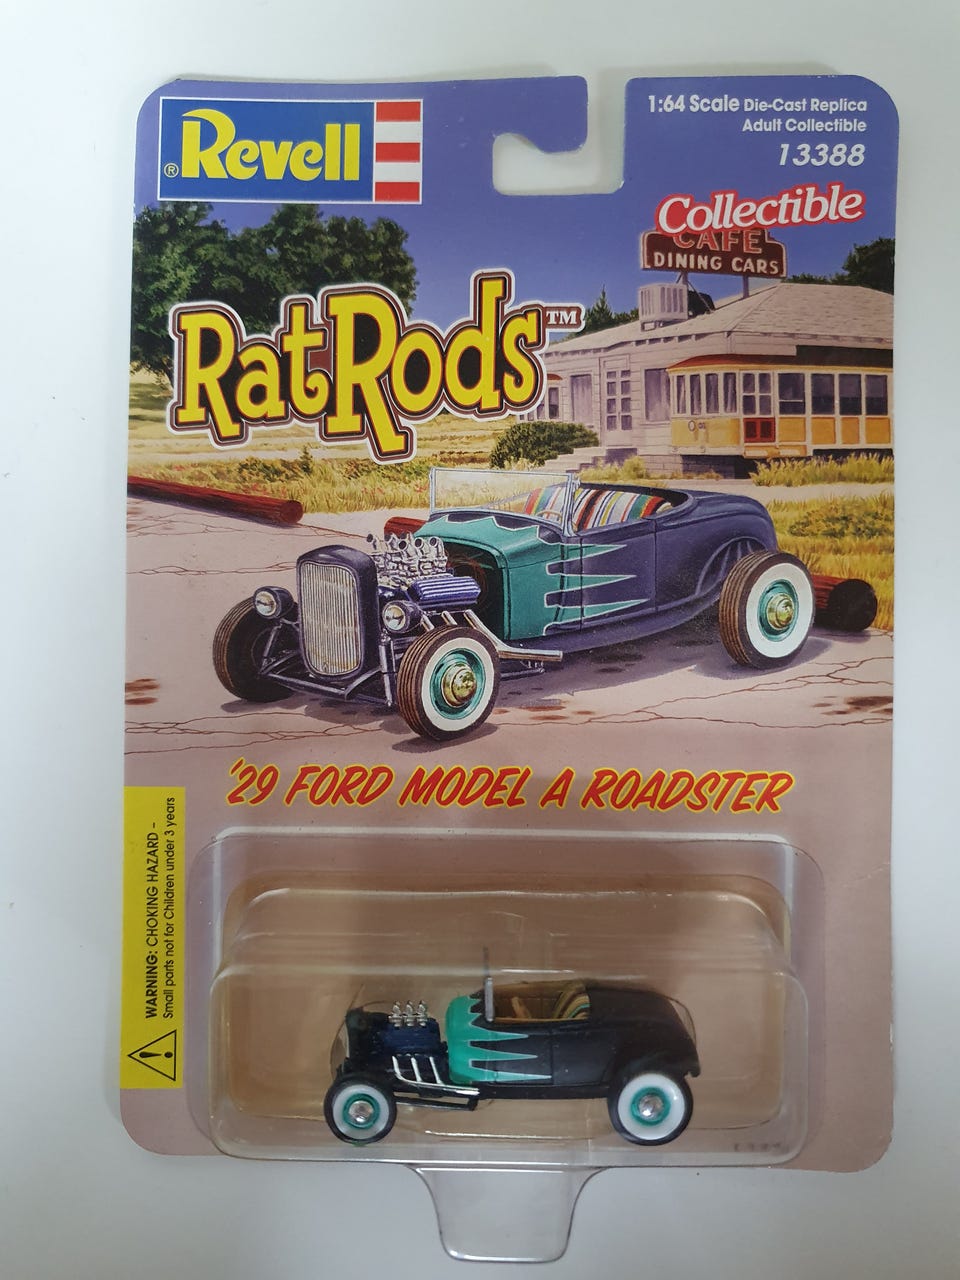 ® Revell
1:64 Scale Die-Cast Replica
Adult Collectible
13388
Collectible
CAFE
DINING CARS
RatRods™
'29 FORD MODEL A ROADSTER
WARNING: CHOKING HAZARD –
Small parts not for Children under 3 years